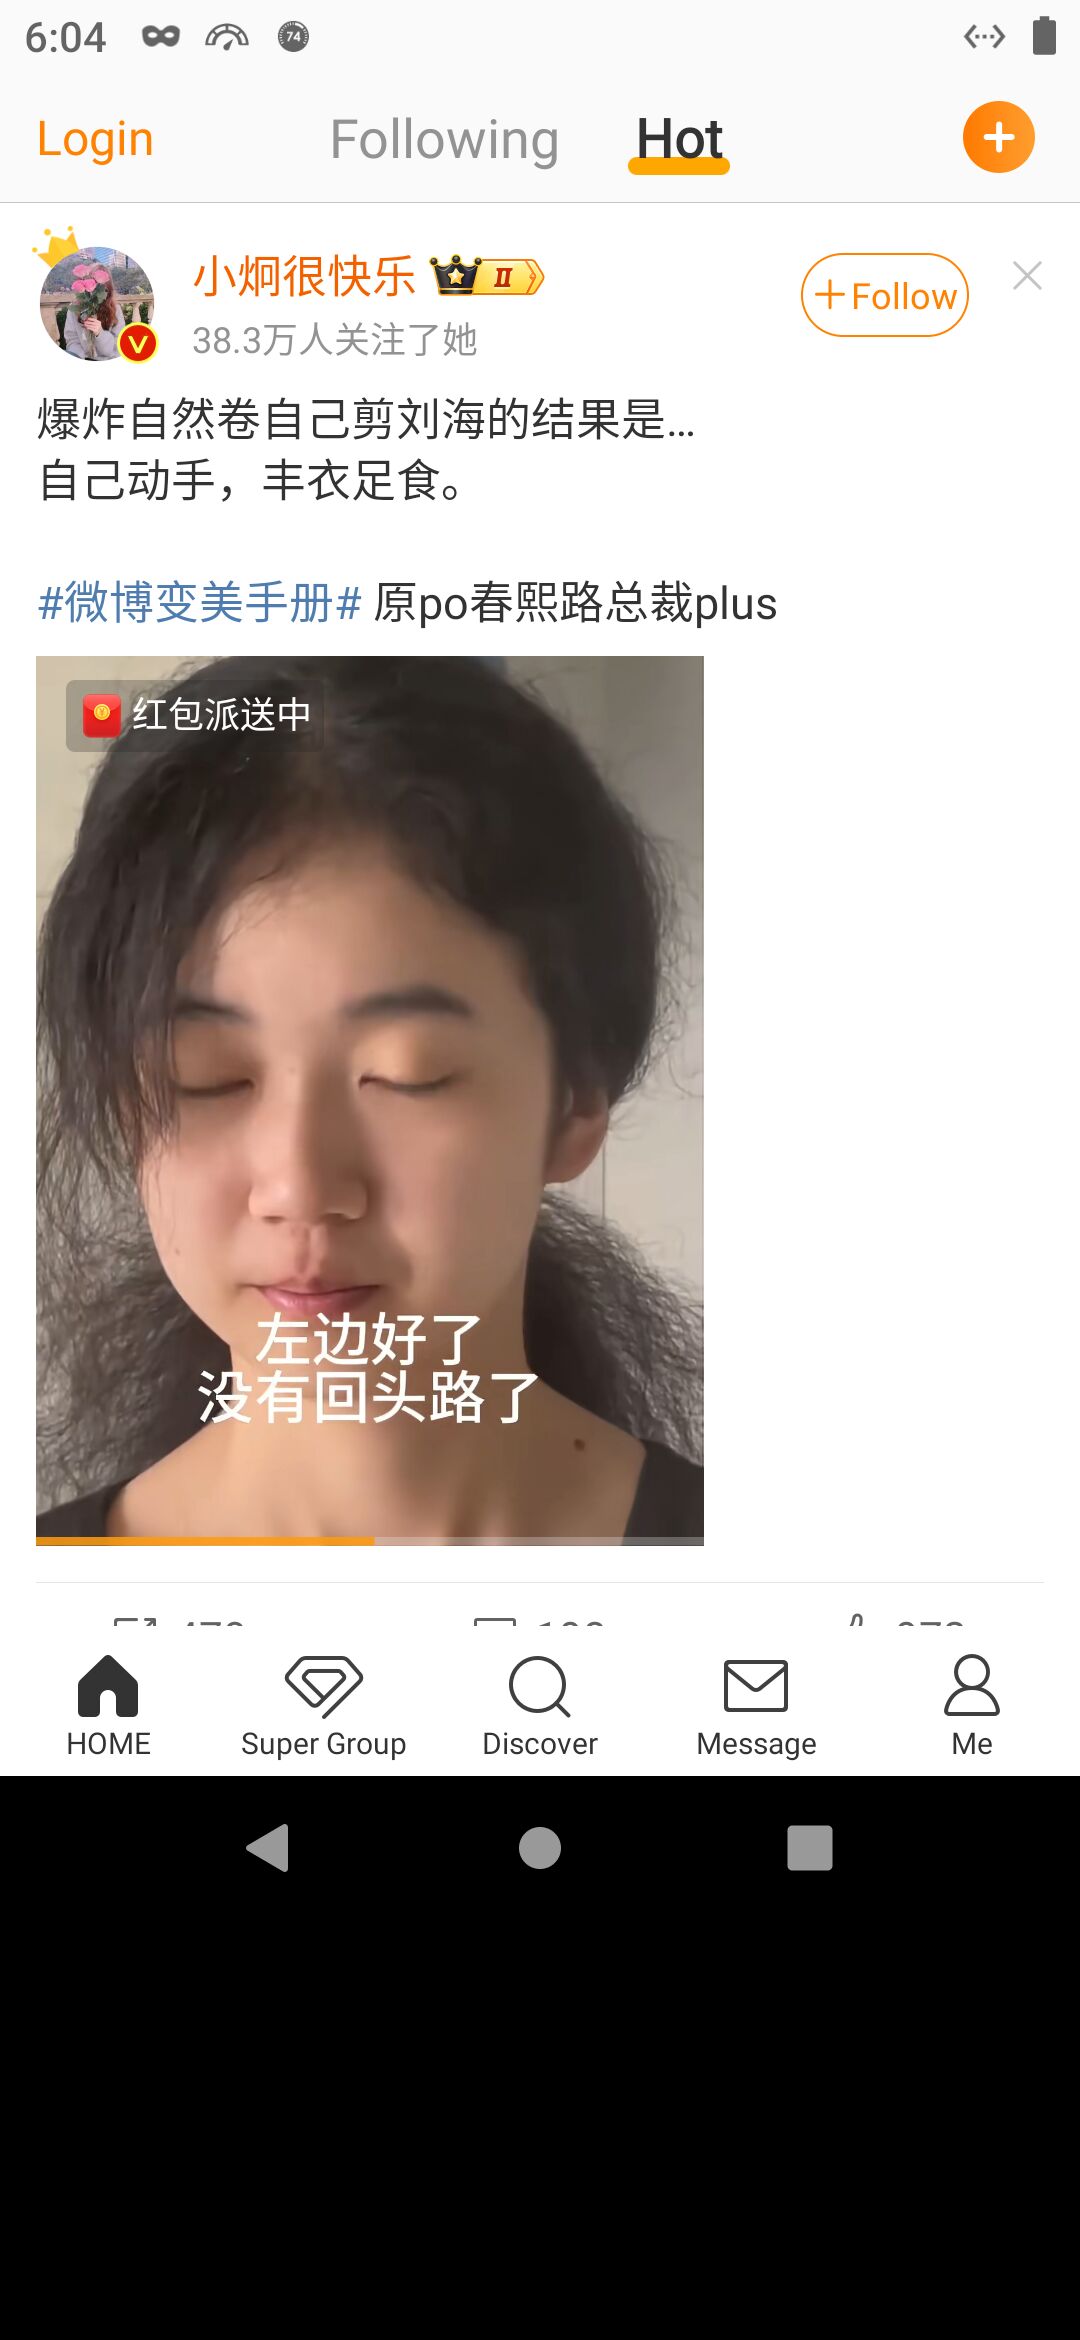 6:04
74
Login
Following
Hot
小炯很快乐
II
Follow
38.3万人关注了她
爆炸自然卷自己剪刘海的结果是...
自己动手，丰衣足食。
#微博变美手册# 原po春熙路总裁plus
红包派送中
左边好了
没有回头路了
HOME
Super Group
Discover
Message
Me